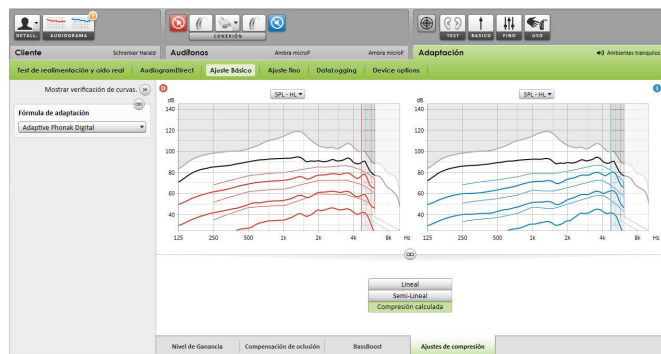 DETALL... AUDIOGRAMA CONEXIÓN TEST BASICO FINO USO
Cliente Schrenker Harald Audífonos Ambra microP Ambra microP Adaptación Ambientes tranquilos
Test de realimentación y oído real AudiogramDirect Ajuste Básico Ajuste fino DataLogging Device options
Mostrar verificación de curvas.
Fórmula de adaptación
Adaptive Phonak Digital
D SPL - HL SPL - HL I
dB dB
140 140
120 120
100 100
80 80
60 60
40 40
125 250 500 1k 2k 4k 8k Hz 125 250 500 1k 2k 4k 8k Hz
Lineal
Semi-Lineal
Compresión calculada
Nivel de Ganancia Compensación de oclusión BassBoost Ajustes de compresión